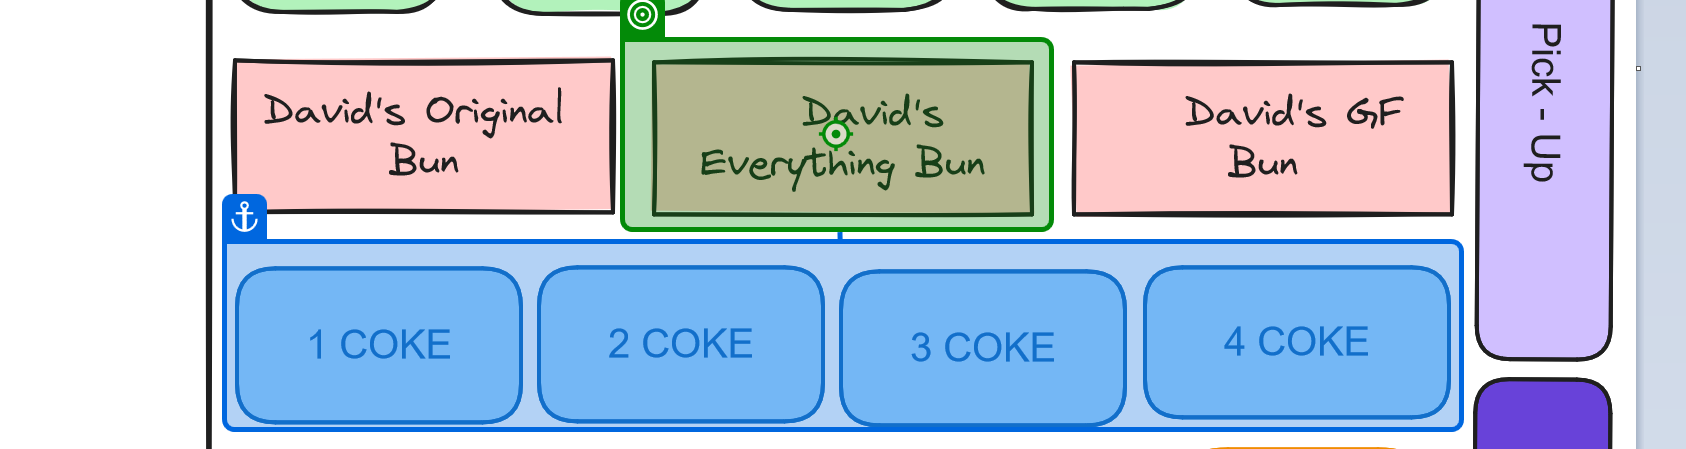 David's Original
Bun
David's
Everything Bun
David's GF
Bun
Pick - Up
1 COKE
2 COKE
3 COKE
4 COKE